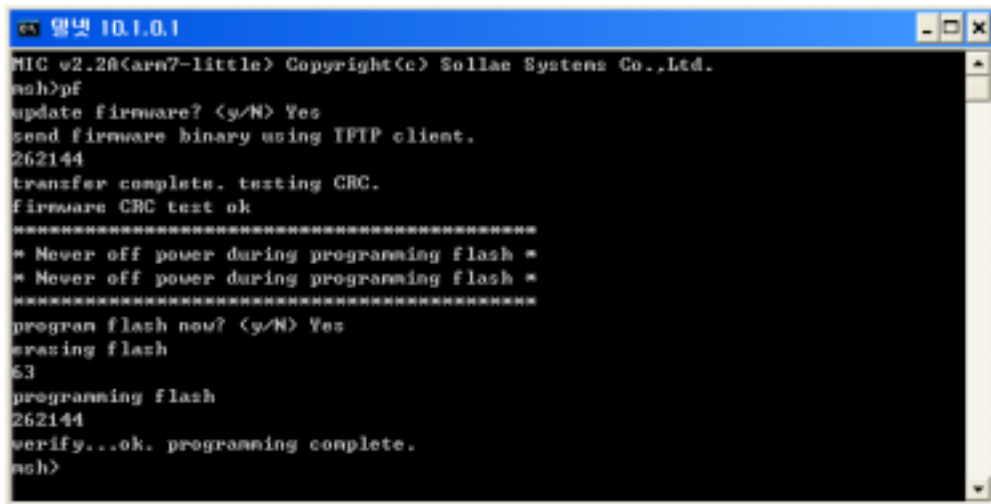 텔넷 10.1.0.1
MIC v2.2A(arm7-little) Copyright(c) Sollae Systems Co.,Ltd.
msh>pf
update firmware? (y/N) Yes
send firmware binary using TFTP client.
262144
transfer complete. testing CRC.
firmware CRC test ok
*******************************************
* Never off power during programming flash *
* Never off power during programming flash *
*******************************************
program flash now? (y/N) Yes
erasing flash
63
programming flash
262144
verify...ok. programming complete.
msh>